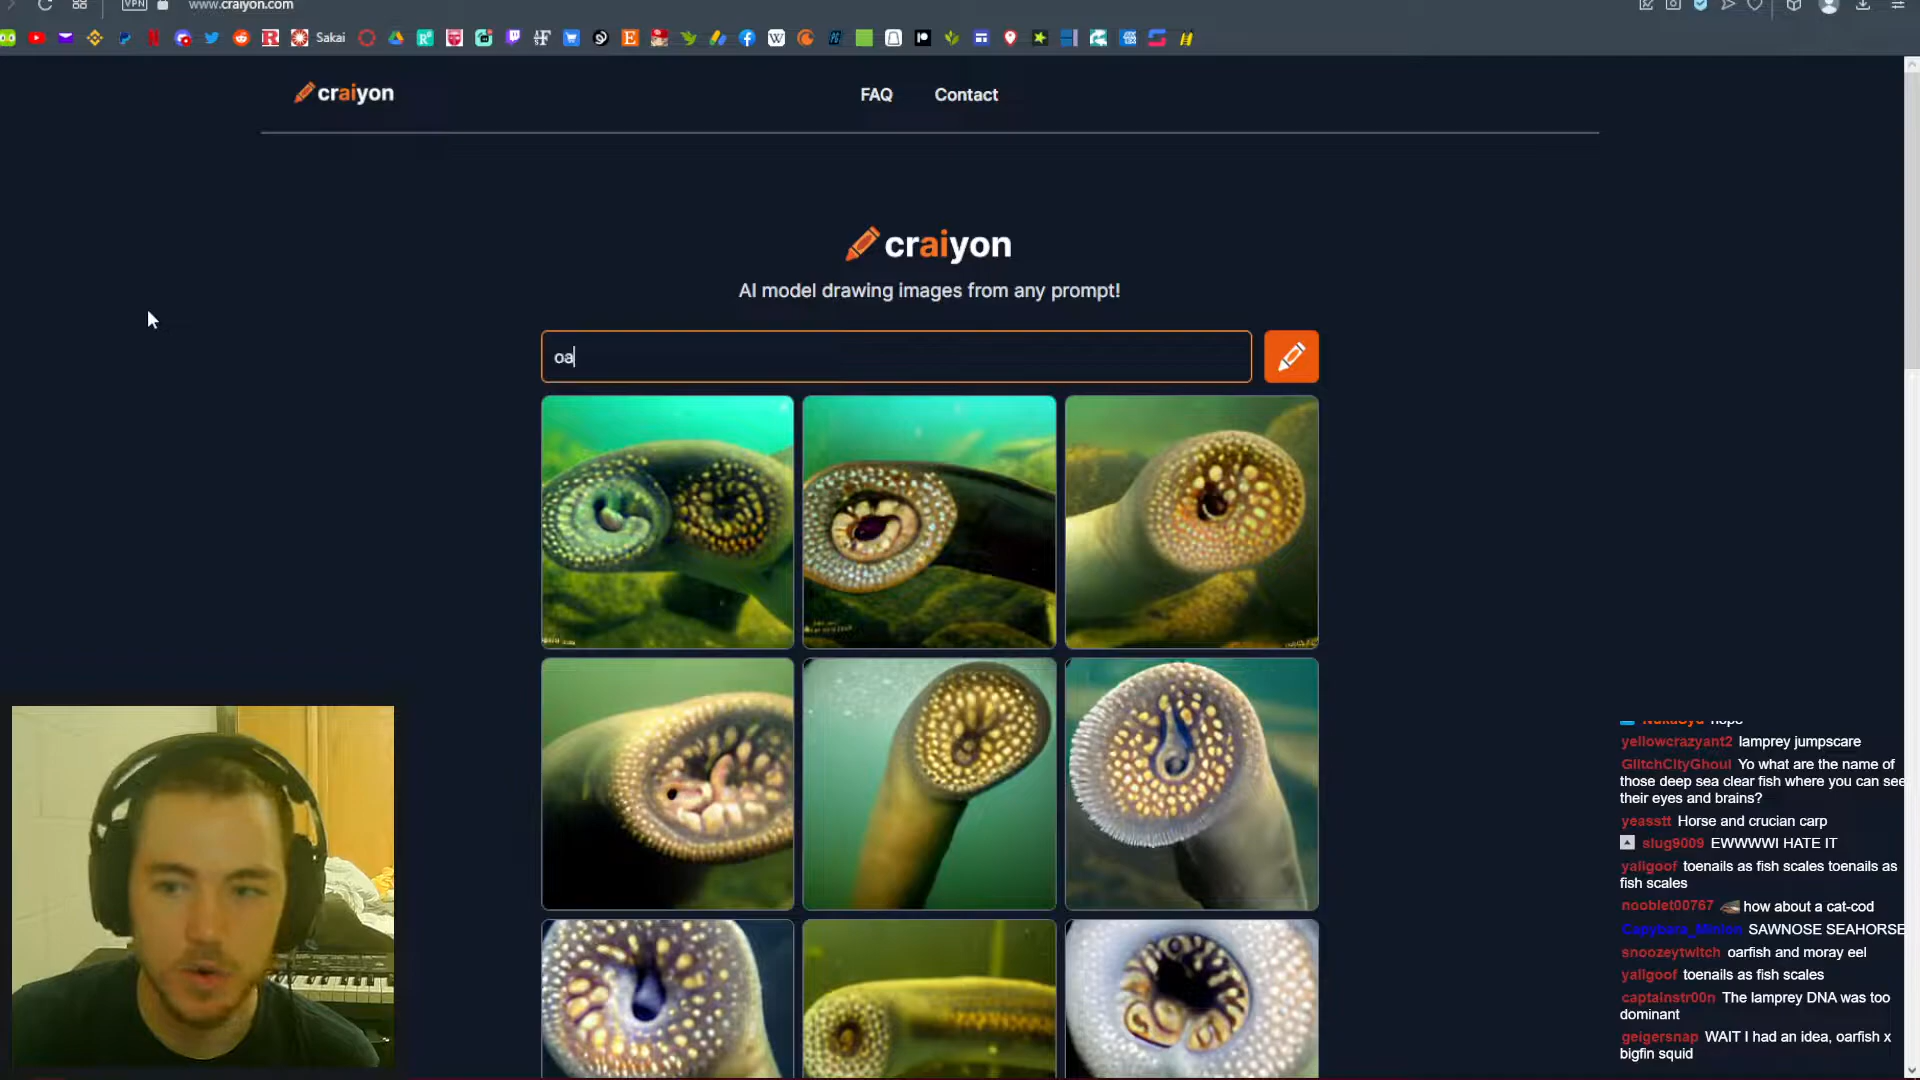 VPN
www.craiyon.com
Sakai
craiyon
FAQ
Contact
craiyon
AI model drawing images from any prompt!
oa
yellowcrazyant2 lamprey jumpscare
GlitchCityGhoul Yo what are the name of
those deep sea clear fish where you can see
their eyes and brains?
yeasstt Horse and crucian carp
slug9009 EWWWWI HATE IT
yallgoof toenails as fish scales toenails as
fish scales
nooblet00767 how about a cat-cod
Capybara_Minion SAWNOSE SEAHORSE
snoozeytwitch oarfish and moray eel
yallgoof toenails as fish scales
captainstr00n The lamprey DNA was too
dominant
geigersnap WAIT I had an idea, oarfish x
bigfin squid